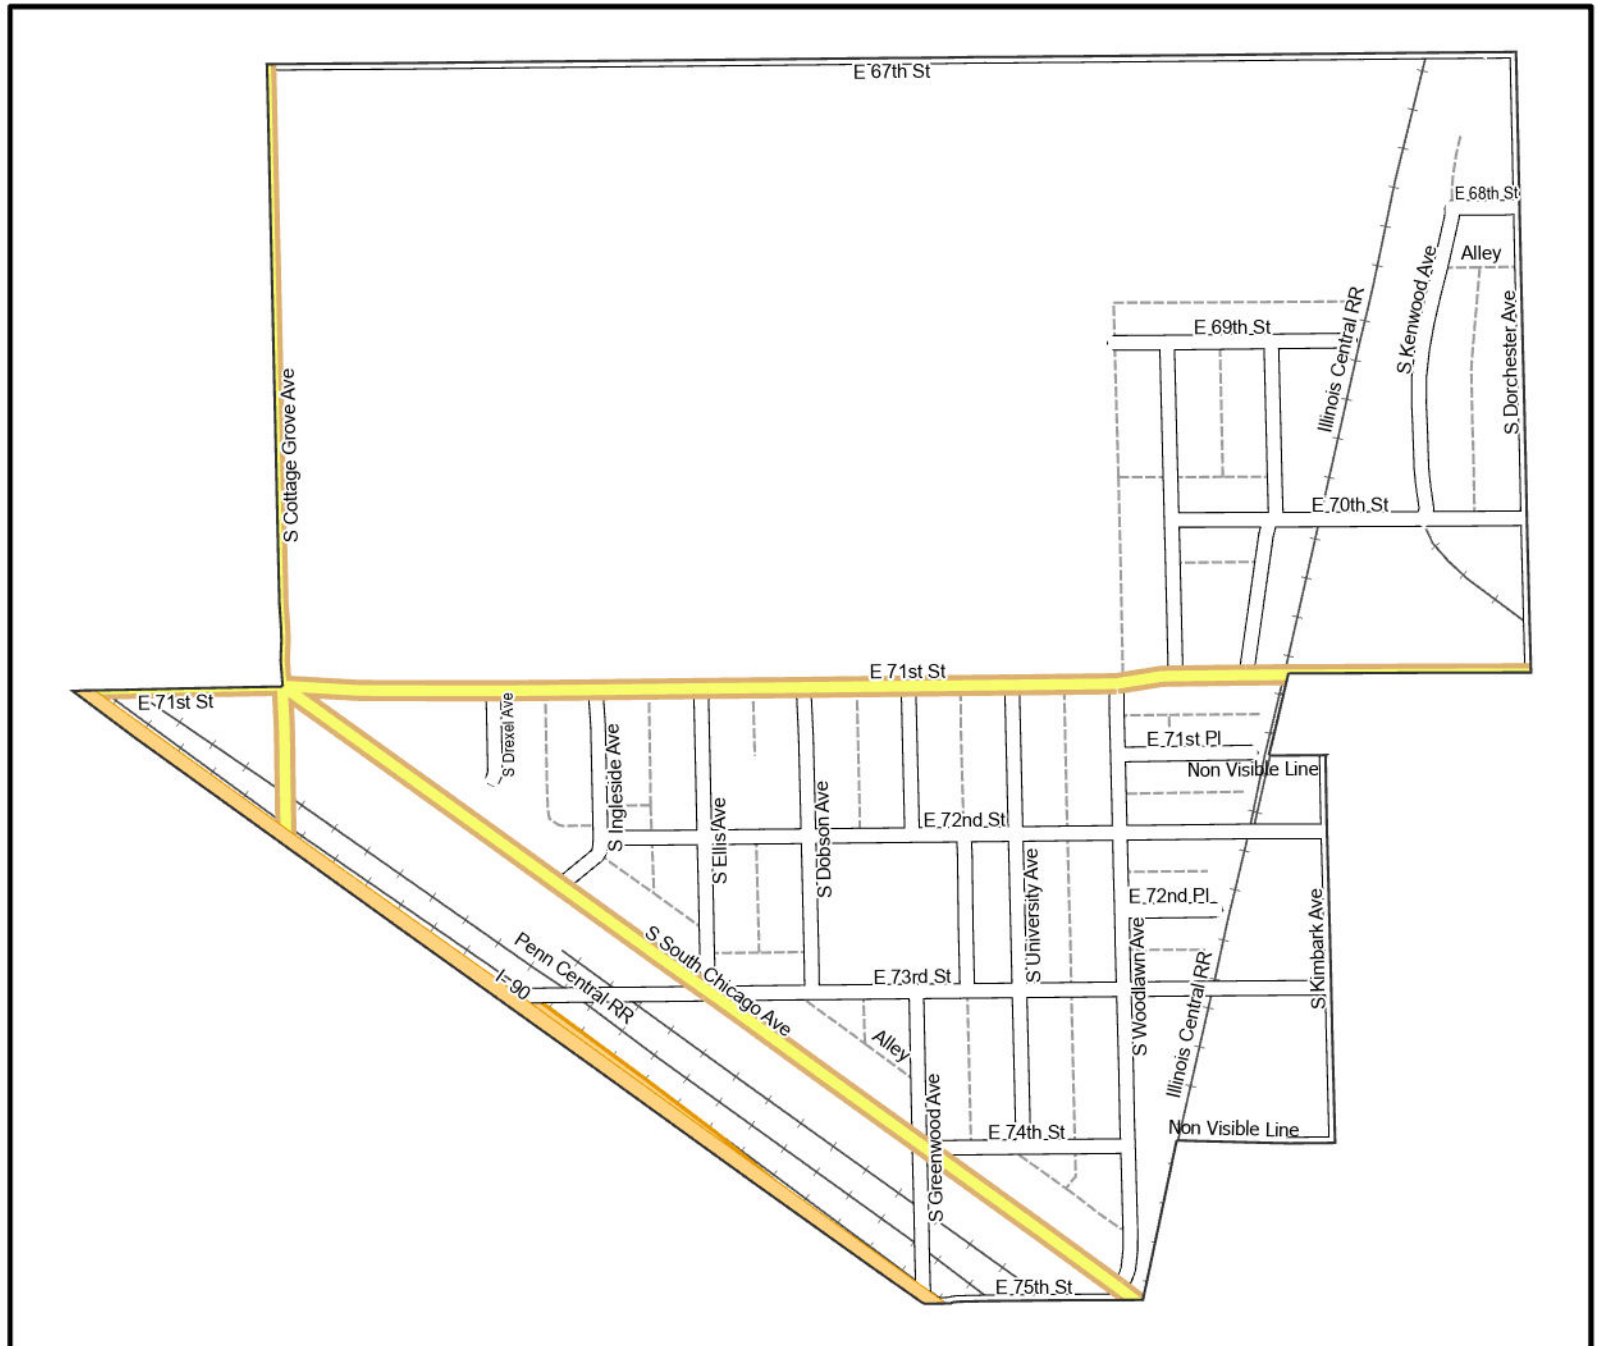 E 67th St
E 68th St
Alley
S Kenwood Ave
S Dorchester Ave
Illinois Central RR
E 69th St
S Cottage Grove Ave
E 70th St
E 71st St
E 71st St
S Drexel Ave
S Ingleside Ave
E 71st Pl
Non Visible Line
S Ellis Ave
S Dobson Ave
E 72nd St
S University Ave
E 72nd Pl
S Woodlawn Ave
S Kimbark Ave
Illinois Central RR
S South Chicago Ave
Penn Central RR
I-90
E 73rd St
Alley
S Greenwood Ave
E 74th St
Non Visible Line
E 75th St